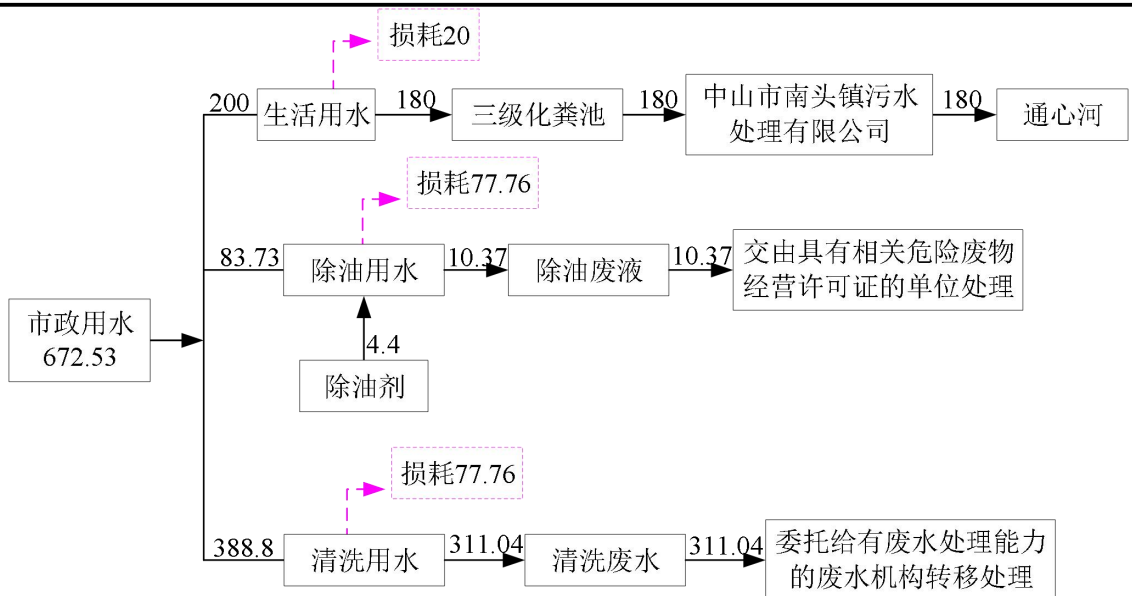 损耗20
200
生活用水
180
三级化粪池
180
中山市南头镇污水
处理有限公司
180
通心河
损耗77.76
83.73
除油用水
10.37
除油废液
10.37
交由具有相关危险废物
经营许可证的单位处理
市政用水
672.53
4.4
除油剂
损耗77.76
388.8
清洗用水
311.04
清洗废水
311.04
委托给有废水处理能力
的废水机构转移处理